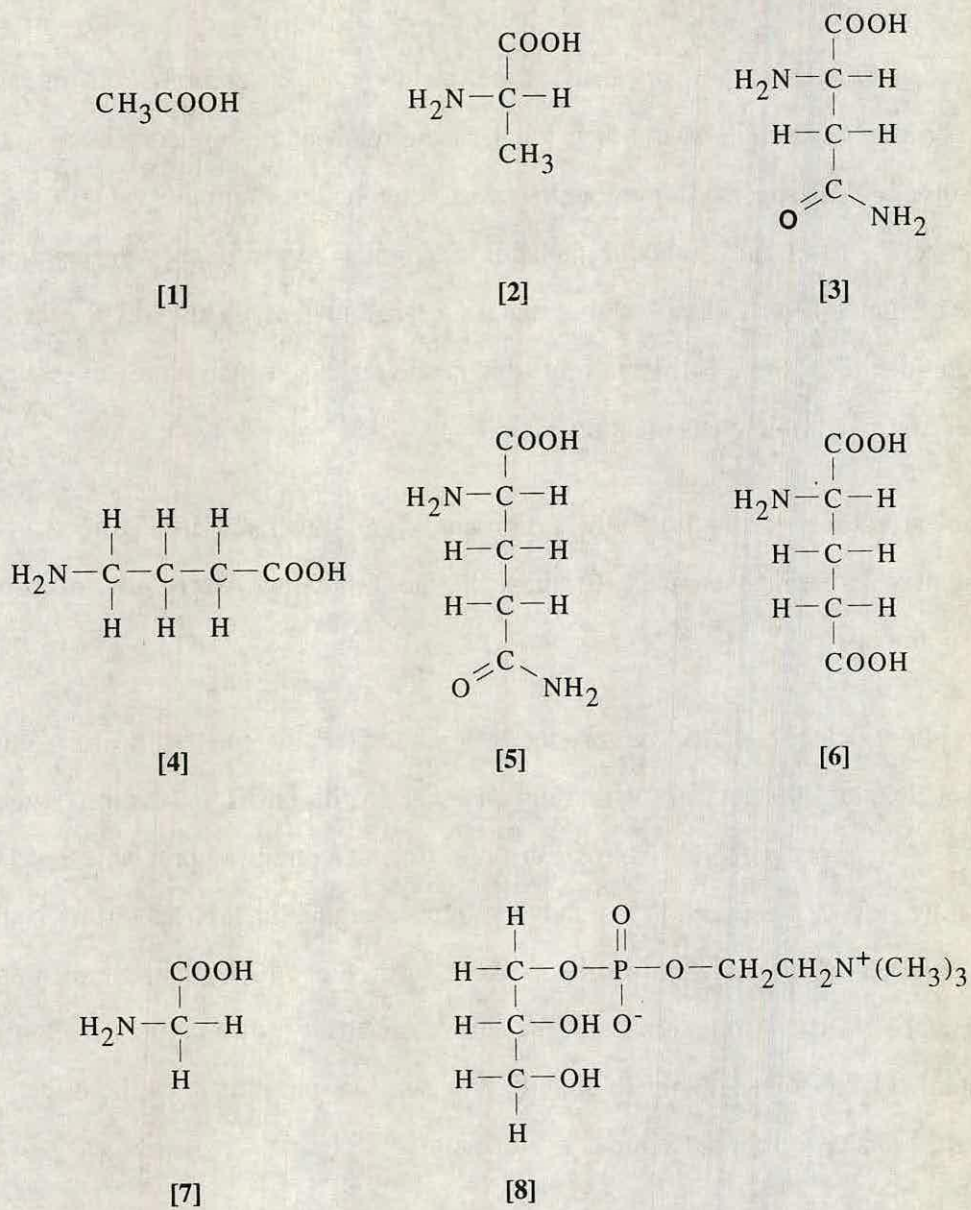 CH3COOH
[1]
COOH
H2N—C—H
CH3
[2]
COOH
H2N—C—H
H—C—H
C
O NH2
[3]
H H H
H2N—C—C—C—COOH
H H H
[4]
COOH
H2N—C—H
H—C—H
H—C—H
C
O NH2
[5]
COOH
H2N—C—H
H—C—H
H—C—H
COOH
[6]
COOH
H2N—C—H
H
[7]
H O
H—C—O—P—O—CH2CH2N+(CH3)3
H—C—OH O-
H—C—OH
H
[8]